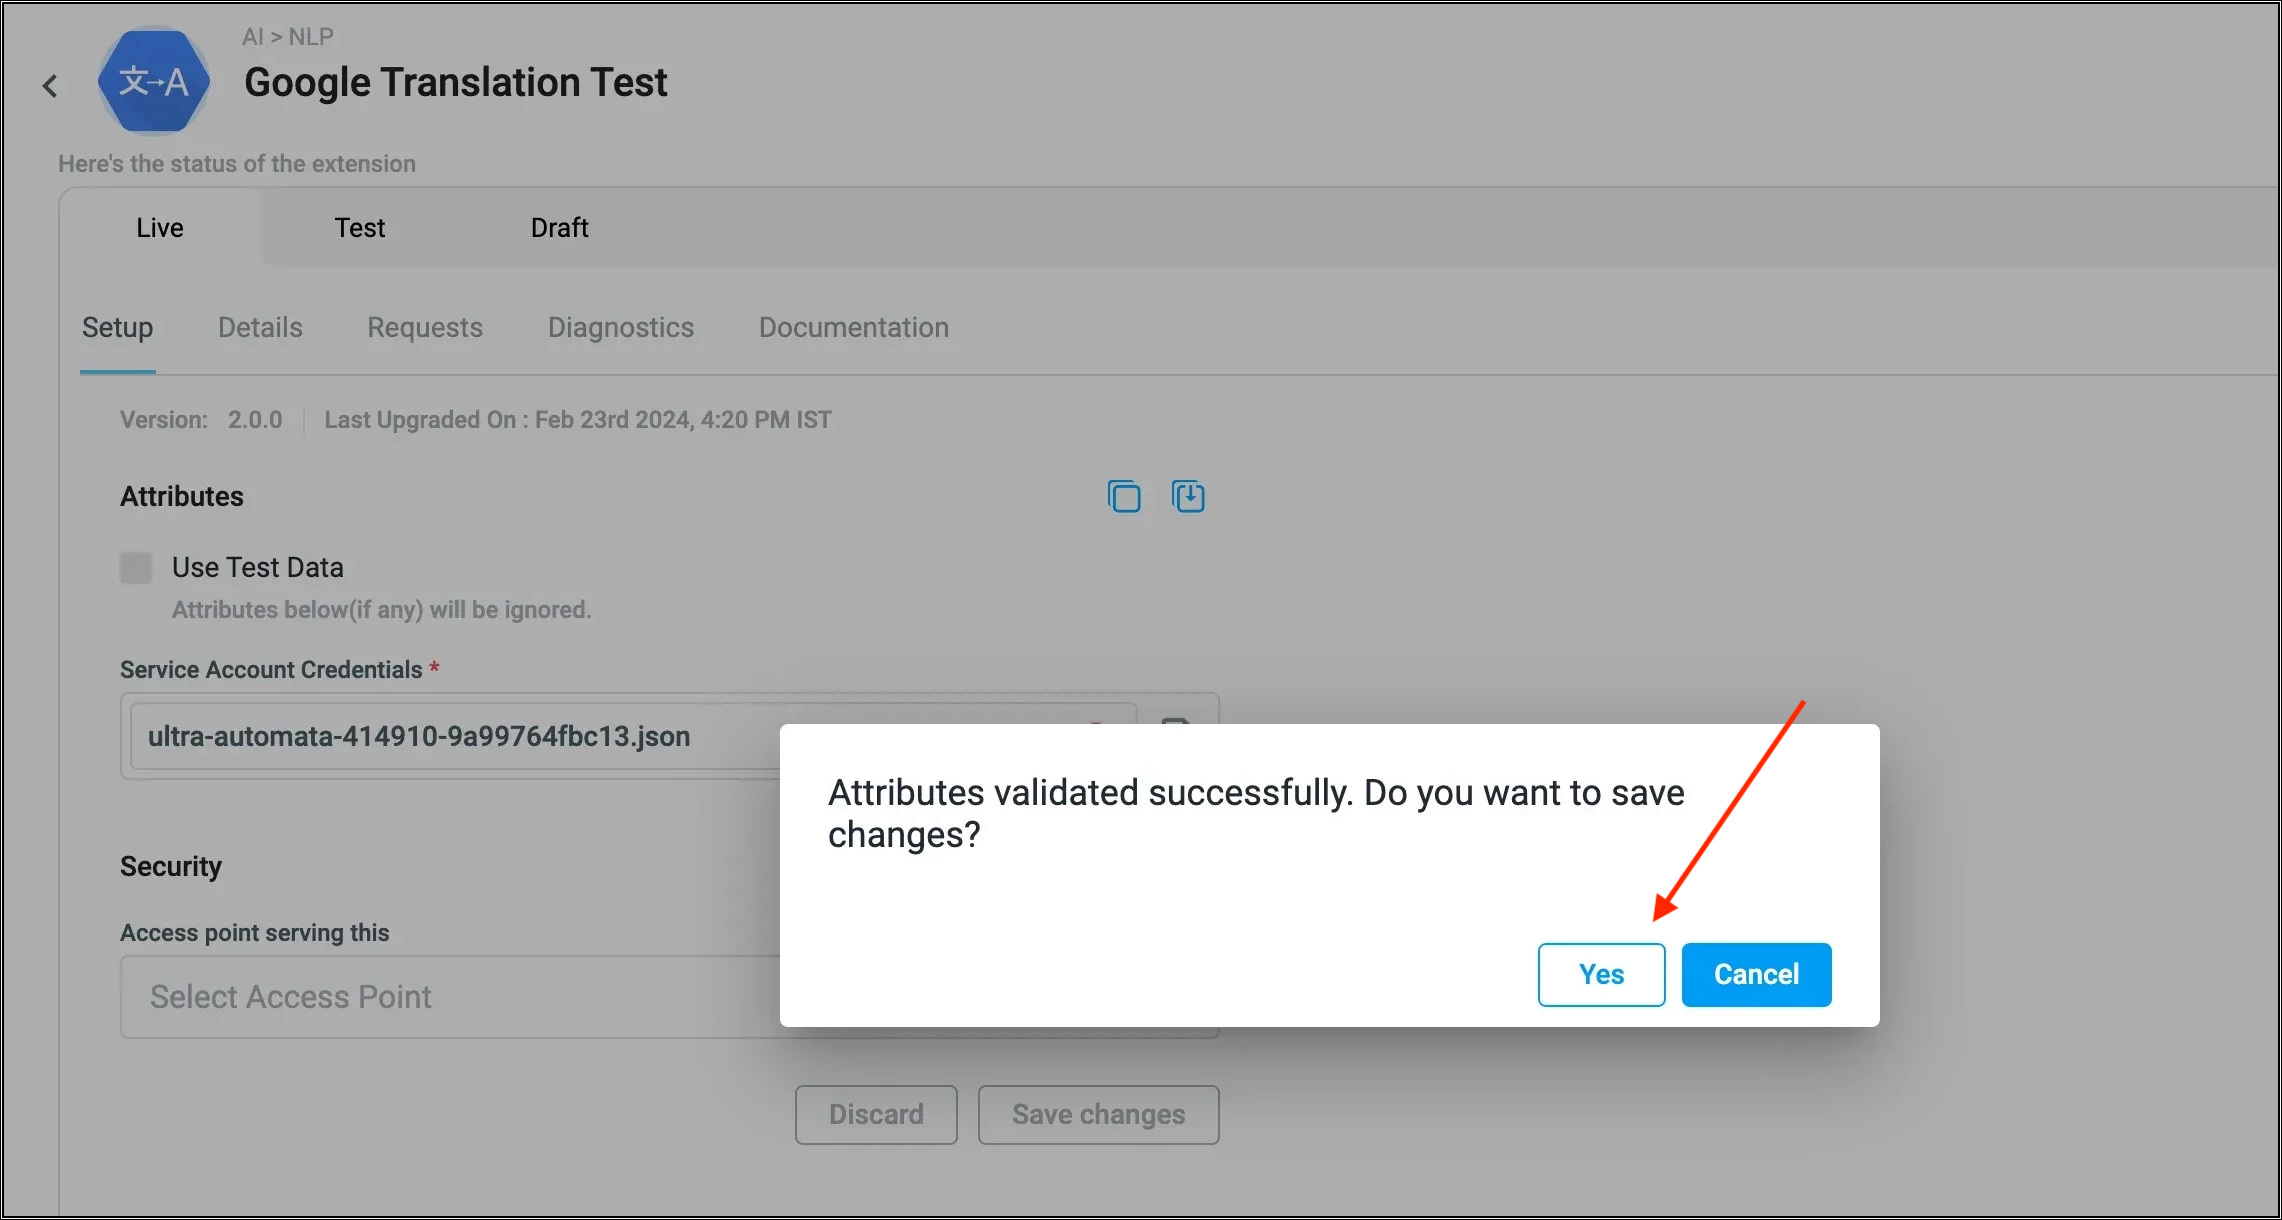 AI > NLP
文→A
Google Translation Test
Here's the status of the extension
Live Test Draft
Setup Details Requests Diagnostics Documentation
Version: 2.0.0 Last Upgraded On : Feb 23rd 2024, 4:20 PM IST
Attributes
Use Test Data
Attributes below(if any) will be ignored.
Service Account Credentials *
ultra-automata-414910-9a99764fbc13.json
Attributes validated successfully. Do you want to save
changes?
Yes Cancel
Security
Access point serving this
Select Access Point
Discard Save changes